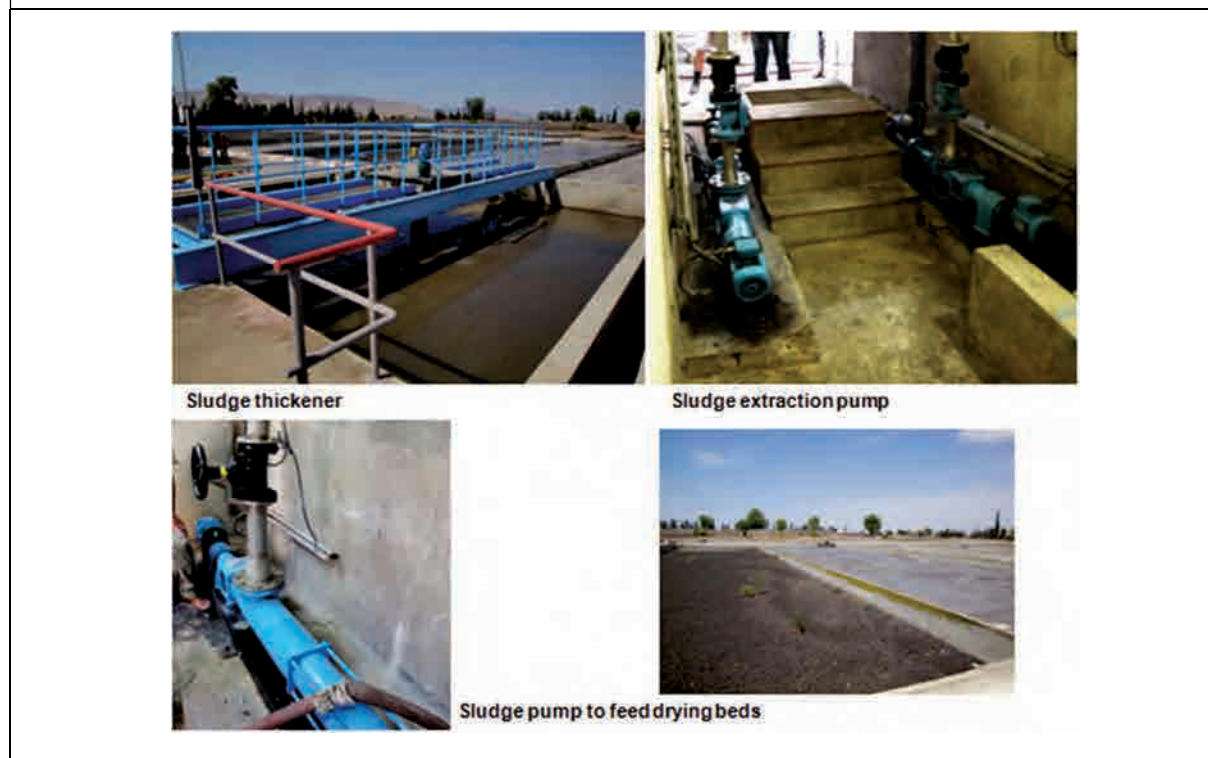 Sludge thickener
Sludge extraction pump
Sludge pump to feed drying beds